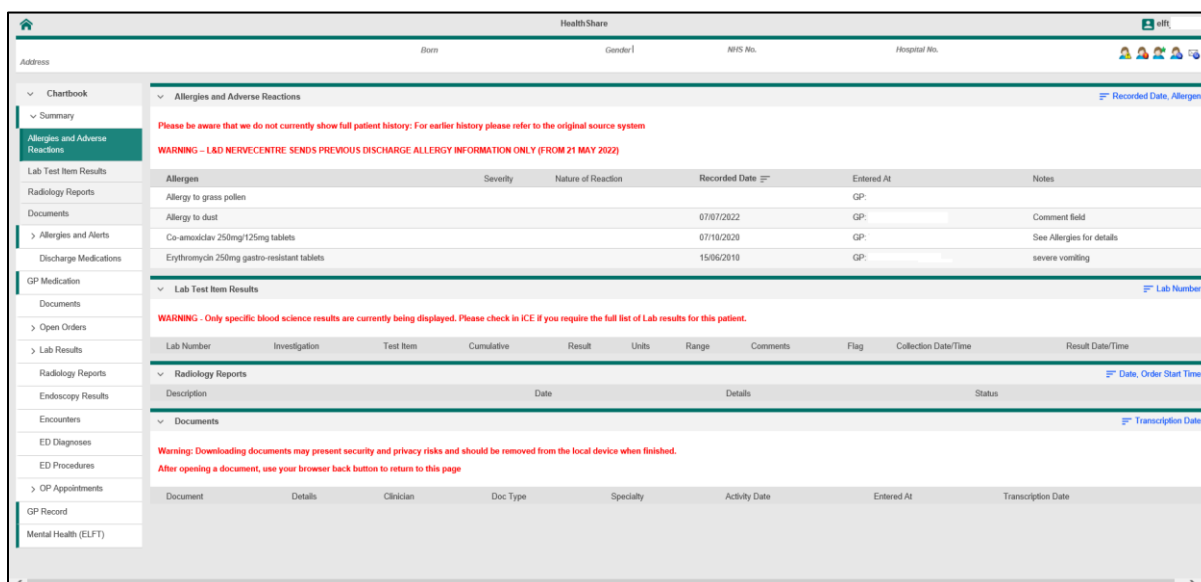 HealthShare
elft
Born Gender NHS No. Hospital No.
Address
Chartbook
Summary
Allergies and Adverse
Reactions
Lab Test Item Results
Radiology Reports
Documents
Allergies and Alerts
Discharge Medications
GP Medication
Documents
Open Orders
Lab Results
Radiology Reports
Endoscopy Results
Encounters
ED Diagnoses
ED Procedures
OP Appointments
GP Record
Mental Health (ELFT)
Allergies and Adverse Reactions Recorded Date, Allergen
Please be aware that we do not currently show full patient history: For earlier history please refer to the original source system
WARNING – L&D NERVECENTRE SENDS PREVIOUS DISCHARGE ALLERGY INFORMATION ONLY (FROM 21 MAY 2022)
Allergen Severity Nature of Reaction Recorded Date Entered At Notes
Allergy to grass pollen GP:
Allergy to dust 07/07/2022 GP: Comment field
Co-amoxiclav 250mg/125mg tablets 07/10/2020 GP: See Allergies for details
Erythromycin 250mg gastro-resistant tablets 15/06/2010 GP: severe vomiting
Lab Test Item Results Lab Number
WARNING - Only specific blood science results are currently being displayed. Please check in ICE if you require the full list of Lab results for this patient.
Lab Number Investigation Test Item Cumulative Result Units Range Comments Flag Collection Date/Time Result Date/Time
Radiology Reports Date, Order Start Time
Description Date Details Status
Documents Transcription Date
Warning: Downloading documents may present security and privacy risks and should be removed from the local device when finished.
After opening a document, use your browser back button to return to this page
Document Details Clinician Doc Type Specialty Activity Date Entered At Transcription Date